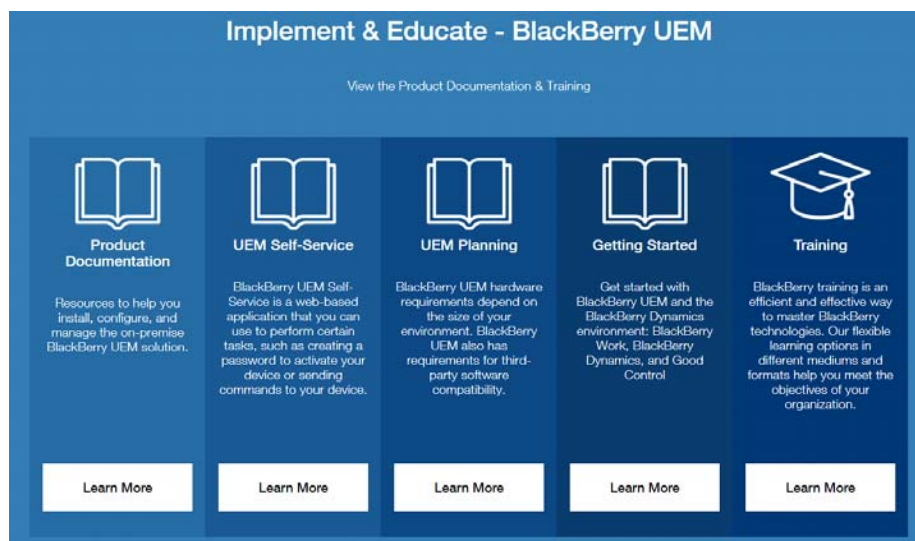 Implement & Educate - BlackBerry UEM
View the Product Documentation & Training
Product
Documentation
Resources to help you
install, configure, and
manage the on-premise
BlackBerry UEM solution.
Learn More
UEM Self-Service
BlackBerry UEM Self-
Service is a web-based
application that you can
use to perform certain
tasks, such as creating a
password to activate your
device or sending
commands to your device.
Learn More
UEM Planning
BlackBerry UEM hardware
requirements depend on
the size of your
environment. BlackBerry
UEM also has
requirements for third-
party software
compatibility.
Learn More
Getting Started
Get started with
BlackBerry UEM and the
BlackBerry Dynamics
environment: BlackBerry
Work, BlackBerry
Dynamics, and Good
Control
Learn More
Training
BlackBerry training is an
efficient and effective way
to master BlackBerry
technologies. Our flexible
learning options in
different mediums and
formats help you meet the
objectives of your
organization.
Learn More